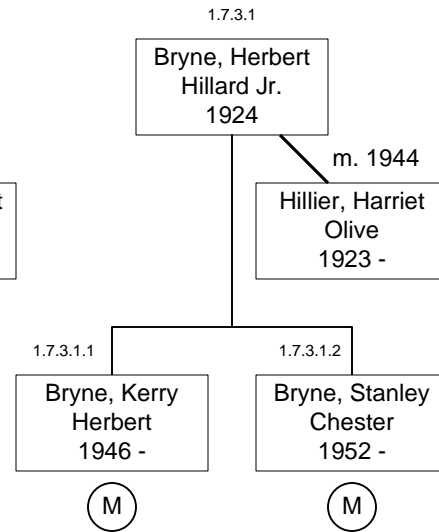 1.7.3.1
Bryne, Herbert
Hillard Jr.
1924
m. 1944
t
Hillier, Harriet
Olive
1923 -
1.7.3.1.1
Bryne, Kerry
Herbert
1946 -
M
1.7.3.1.2
Bryne, Stanley
Chester
1952 -
M